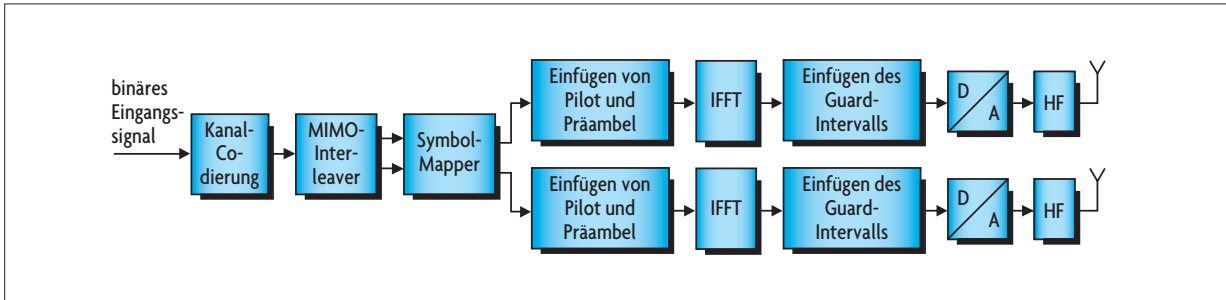 binäres
Eingangs-
signal
Kanal-
Co-
dierung
MIMO-
Inter-
leaver
Symbol-
Mapper
Einfügen von
Pilot und
Präambel
IFFT
Einfügen des
Guard-
Intervalls
D
A
HF
Einfügen von
Pilot und
Präambel
IFFT
Einfügen des
Guard-
Intervalls
D
A
HF